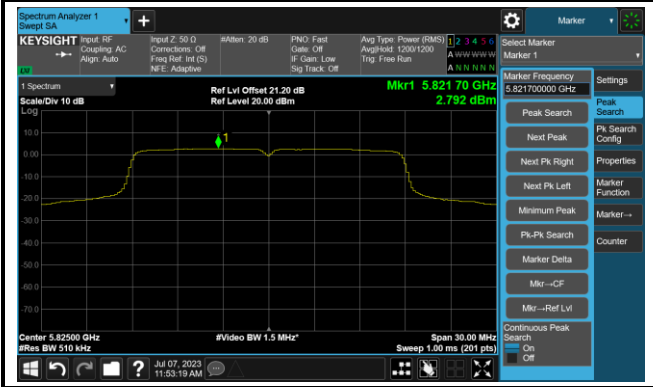 Spectrum Analyzer 1
Swept SA
Marker
KEYSIGHT
Input: RF
Coupling: AC
Align: Auto
Input Z: 50 Ω
Corrections: Off
Freq Ref: Int (S)
NFE: Adaptive
#Atten: 20 dB
PNO: Fast
Gate: Off
IF Gain: Low
Sig Track: Off
Avg Type: Power (RMS)
Avg|Hold: 1200/1200
Trig: Free Run
1 2 3 4 5 6
A W W W W W
A N N N N N
Select Marker
Marker 1
1 Spectrum
Scale/Div 10 dB
Log
Ref Lvl Offset 21.20 dB
Ref Level 20.00 dBm
Mkr1 5.821 70 GHz
2.792 dBm
Marker Frequency
5.821700000 GHz
Settings
Peak Search
Peak
Search
Next Peak
Pk Search
Config
Next Pk Right
Properties
Next Pk Left
Marker
Function
Minimum Peak
Marker→
Pk-Pk Search
Counter
Marker Delta
Mkr→CF
Mkr→Ref Lvl
Continuous Peak
Search
On
Off
1
10.0
0.00
-10.0
-20.0
-30.0
-40.0
-50.0
-60.0
-70.0
Center 5.82500 GHz
#Res BW 510 kHz
#Video BW 1.5 MHz*
Span 30.00 MHz
Sweep 1.00 ms (201 pts)
Jul 07, 2023
11:53:19 AM